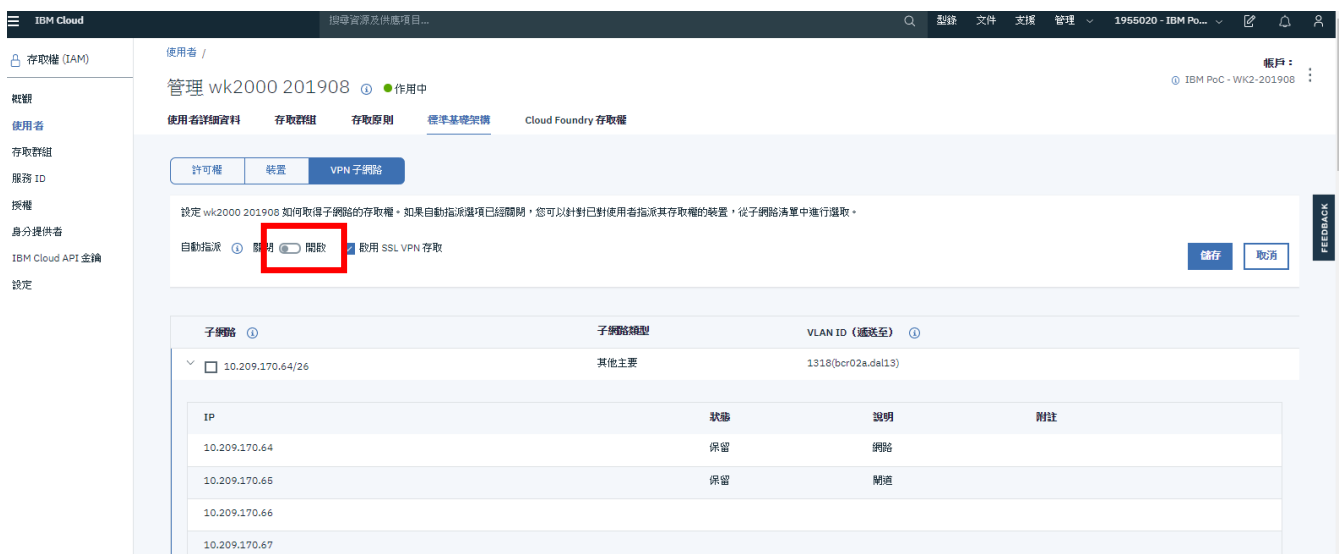 IBM Cloud 搜尋資源及供應項目... 型錄 文件 支援 管理 1955020 - IBM Po...
存取權 (IAM)
概觀
使用者
存取群組
服務 ID
授權
身分提供者
IBM Cloud API 金鑰
設定
使用者 /
管理 wk2000 201908 作用中
帳戶：
IBM PoC - WK2-201908
使用者詳細資料 存取群組 存取原則 標準基礎架構 Cloud Foundry 存取權
許可權 裝置 VPN 子網路
設定 wk2000 201908 如何取得子網路的存取權。如果自動指派選項已經關閉，您可以針對已對使用者指派其存取權的裝置，從子網路清單中進行選取。
自動指派 關閉 開啟 啟用 SSL VPN 存取
儲存 取消
FEEDBACK
子網路 子網路類型 VLAN ID（遞送至）
10.209.170.64/26 其他主要 1318(bcr02a.dal13)
IP 狀態 說明 附註
10.209.170.64 保留 網路
10.209.170.65 保留 閘道
10.209.170.66
10.209.170.67